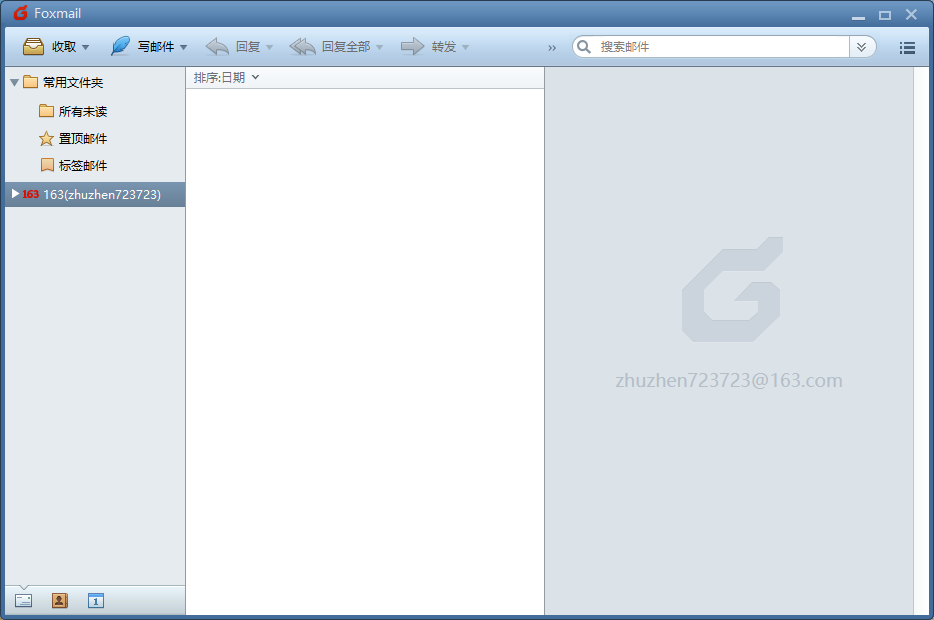 Foxmail
收取 写邮件 回复 回复全部 转发 » 搜索邮件
常用文件夹
所有未读
置顶邮件
标签邮件
163 163(zhuzhen723723)
排序:日期
zhuzhen723723@163.com
1